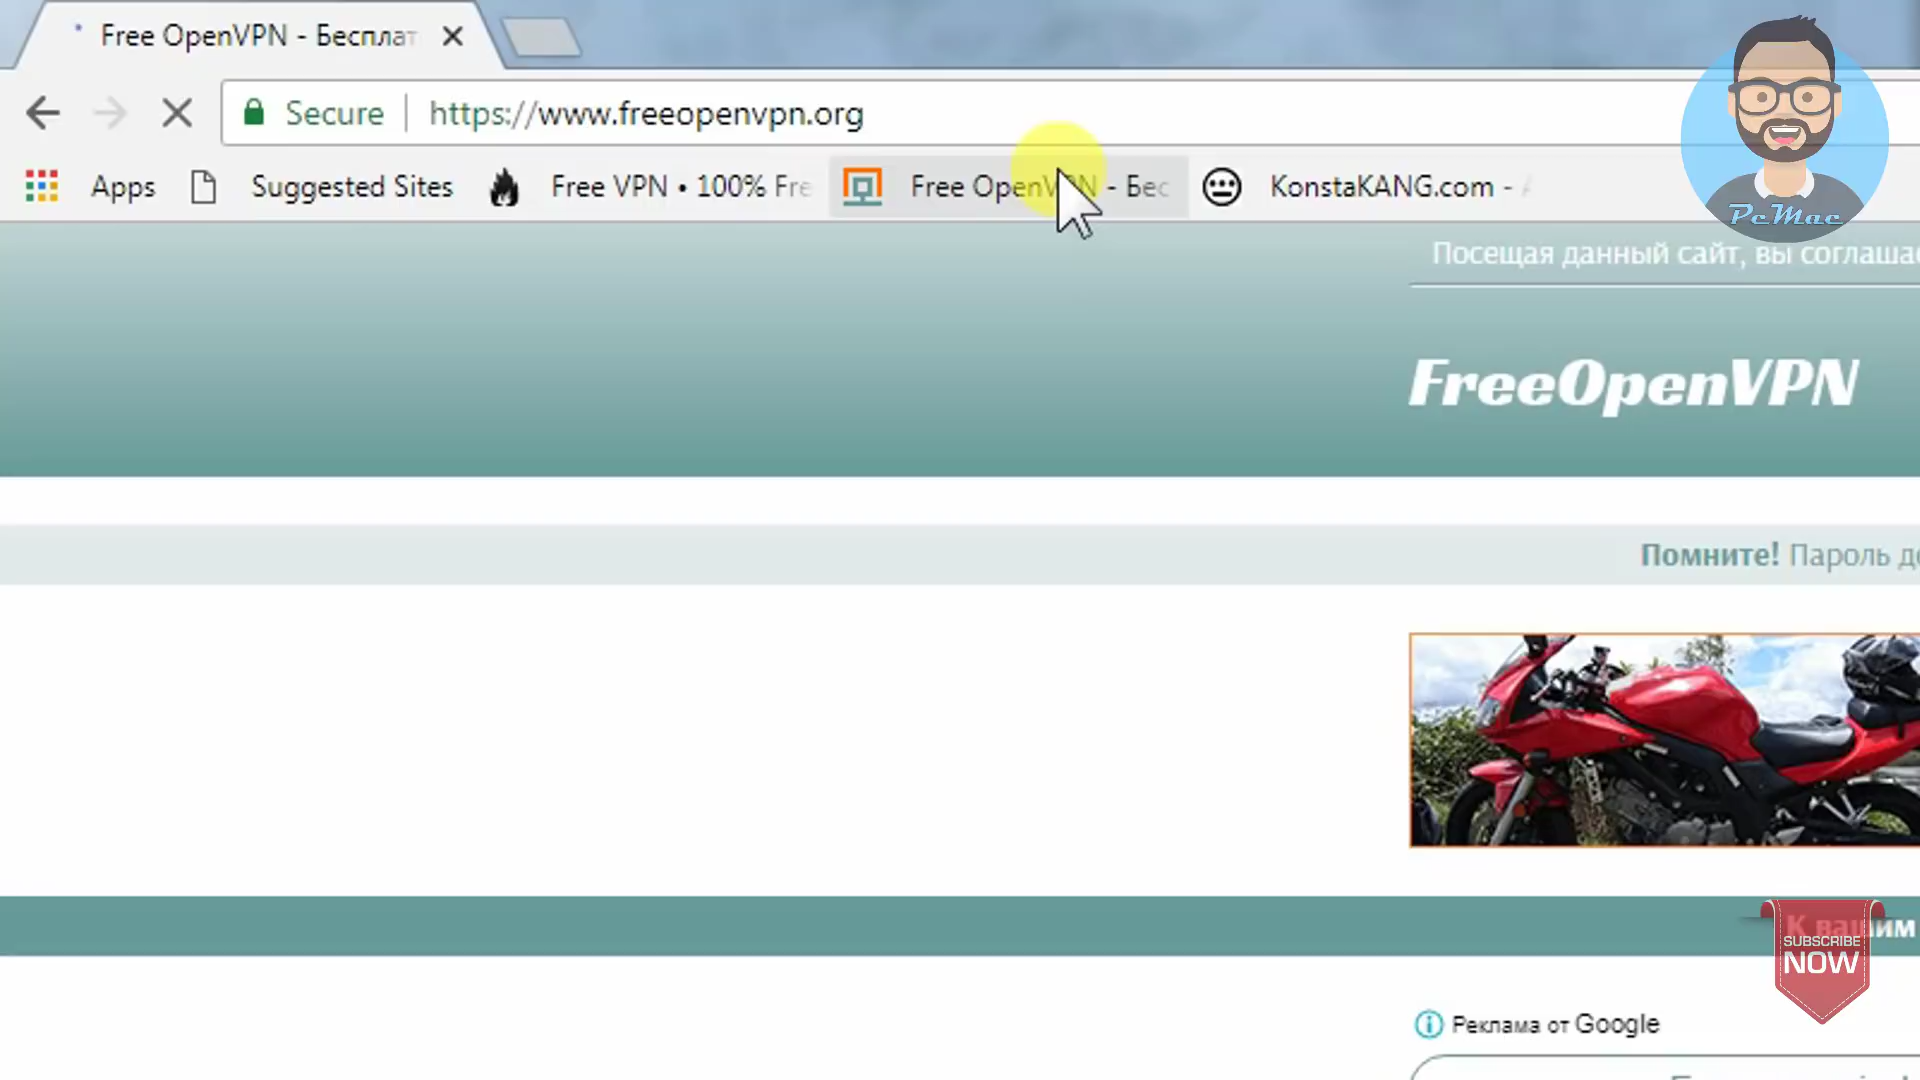 Free OpenVPN - Бесплат
Secure
https://www.freeopenvpn.org
Apps
Suggested Sites
Free VPN • 100% Fre
Free OpenVPN - Бес
KonstaKANG.com -
PcMac
Посещая данный сайт, вы соглаша
FreeOpenVPN
Помните! Пароль
К вашим
SUBSCRIBE
NOW
Реклама от Google